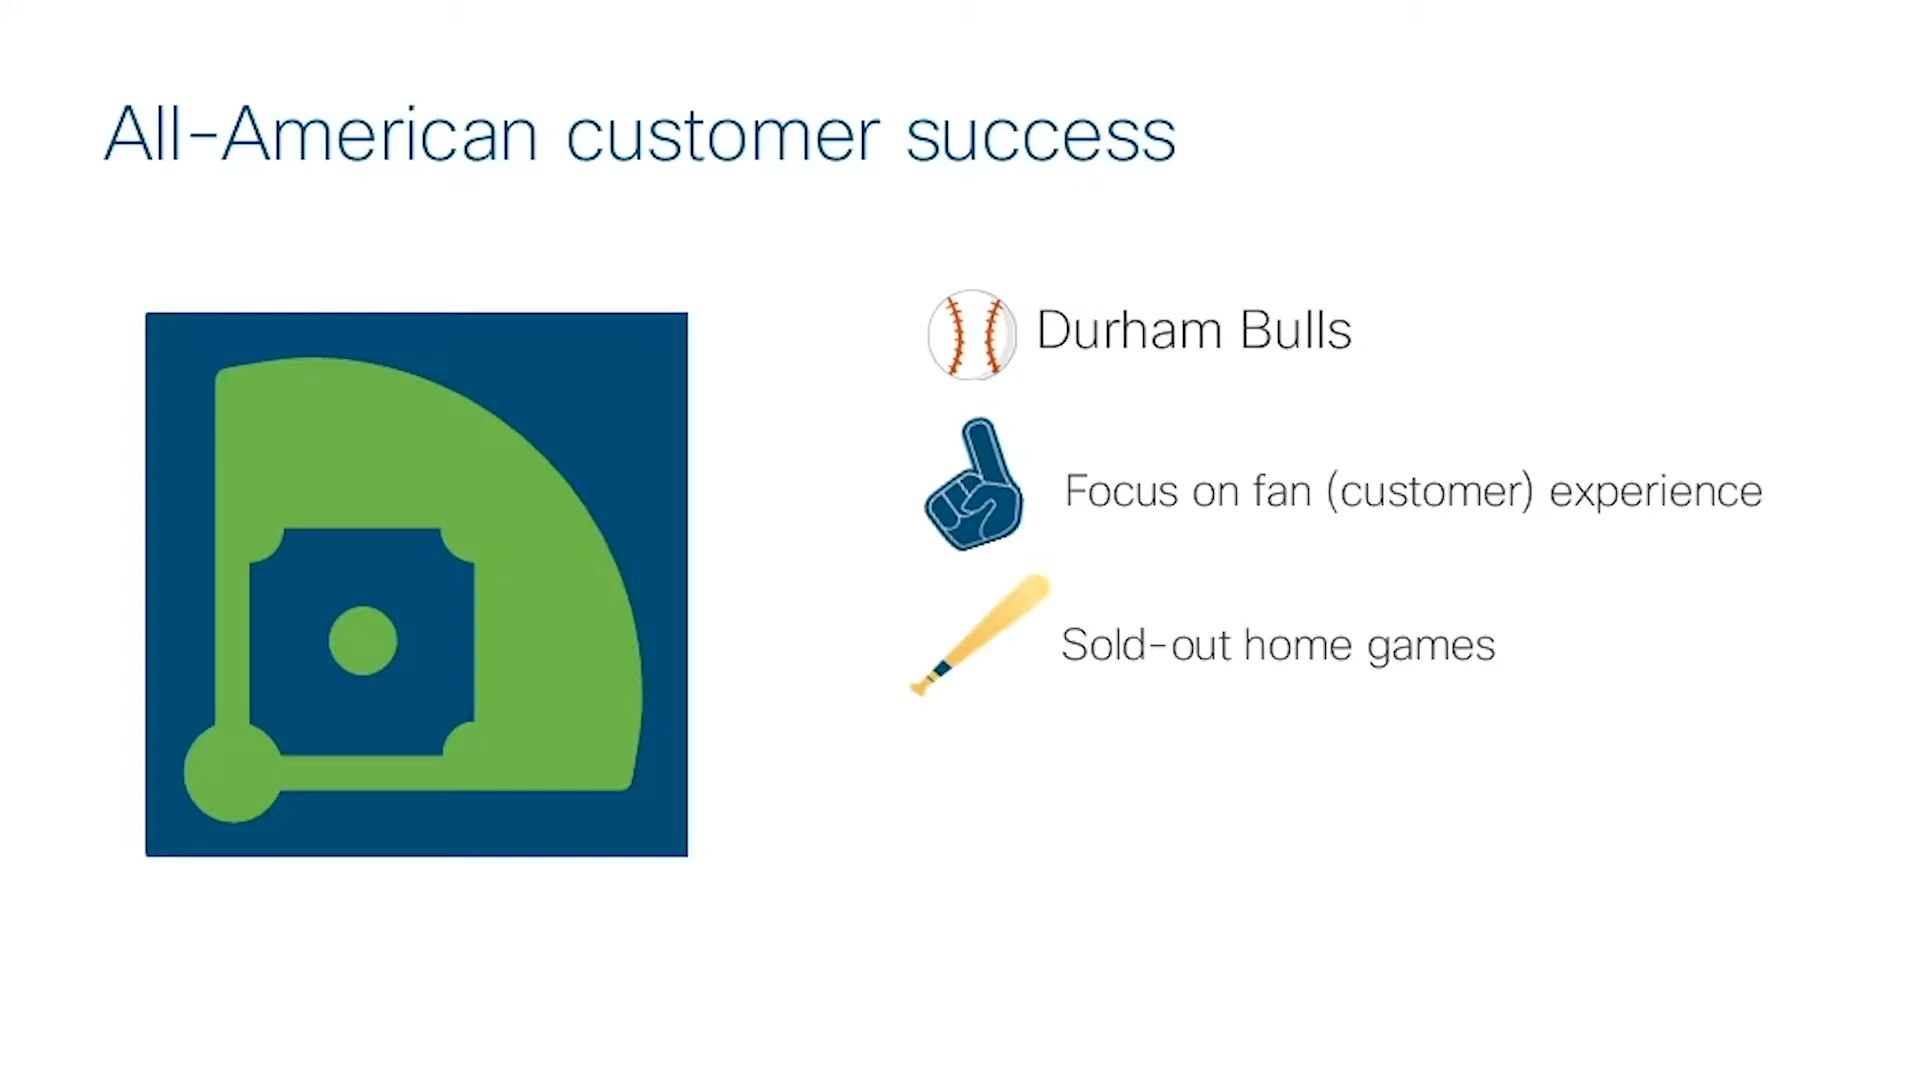 All-American customer success
Durham Bulls
Focus on fan (customer) experience
Sold-out home games